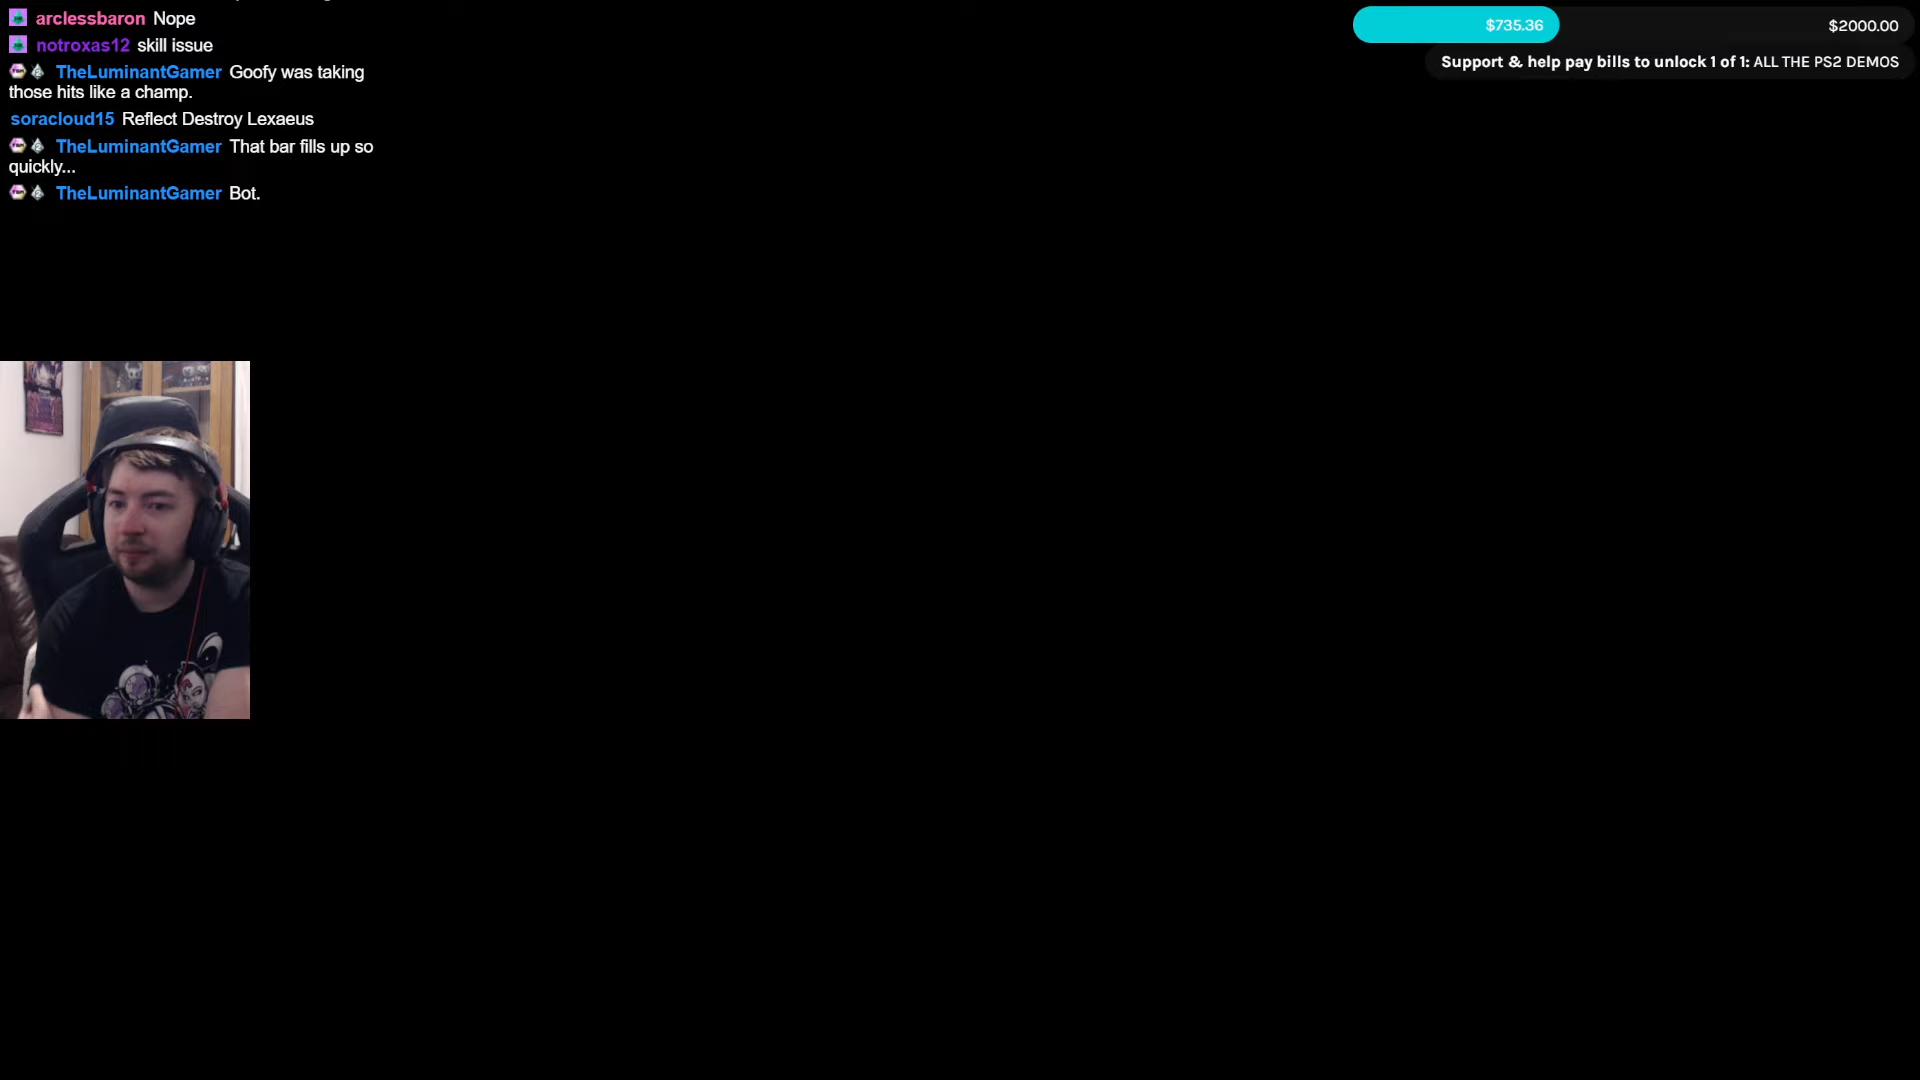 arclessbaron Nope
notroxas12 skill issue
TheLuminantGamer Goofy was taking
those hits like a champ.
soracloud15 Reflect Destroy Lexaeus
TheLuminantGamer That bar fills up so
quickly...
TheLuminantGamer Bot.
$735.36
$2000.00
Support & help pay bills to unlock 1 of 1: ALL THE PS2 DEMOS